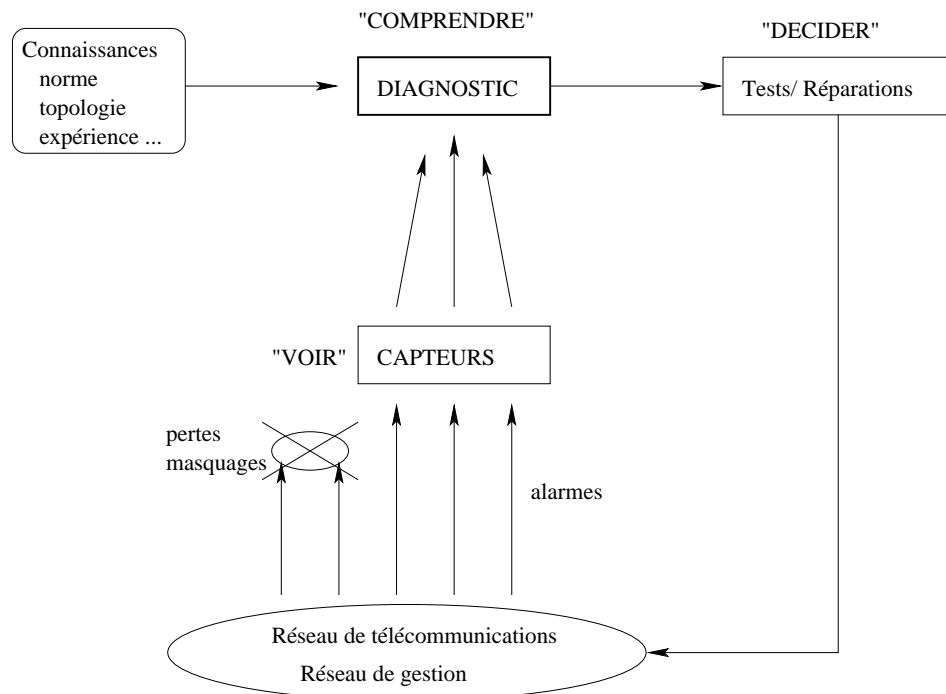 "COMPRENDRE"
"DECIDER"
Connaissances
norme
topologie
expérience ...
DIAGNOSTIC
Tests/ Réparations
"VOIR"
CAPTEURS
pertes
masquages
alarmes
Réseau de télécommunications
Réseau de gestion